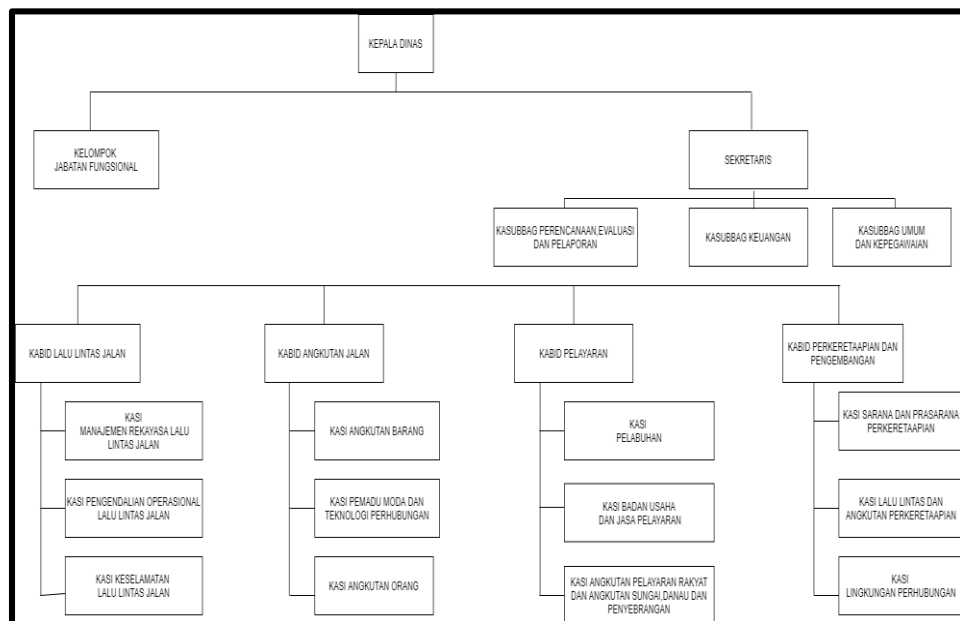 KEPALA DINAS
KELOMPOK
JABATAN FUNGSIONAL
SEKRETARIS
KASUBBAG PERENCANAAN,EVALUASI
DAN PELAPORAN
KASUBBAG KEUANGAN
KASUBBAG UMUM
DAN KEPEGAWAIAN
KABID LALU LINTAS JALAN
KABID ANGKUTAN JALAN
KABID PELAYARAN
KABID PERKERETAAPIAN DAN
PENGEMBANGAN
KASI
MANAJEMEN REKAYASA LALU
LINTAS JALAN
KASI PENGENDALIAN OPERASIONAL
LALU LINTAS JALAN
KASI KESELAMATAN
LALU LINTAS JALAN
KASI ANGKUTAN BARANG
KASI PEMADU MODA DAN
TEKNOLOGI PERHUBUNGAN
KASI ANGKUTAN ORANG
KASI
PELABUHAN
KASI BADAN USAHA
DAN JASA PELAYARAN
KASI ANGKUTAN PELAYARAN RAKYAT
DAN ANGKUTAN SUNGAI,DANAU DAN
PENYEBRANGAN
KASI SARANA DAN PRASARANA
PERKERETAAPIAN
KASI LALU LINTAS DAN
ANGKUTAN PERKERETAAPIAN
KASI
LINGKUNGAN PERHUBUNGAN